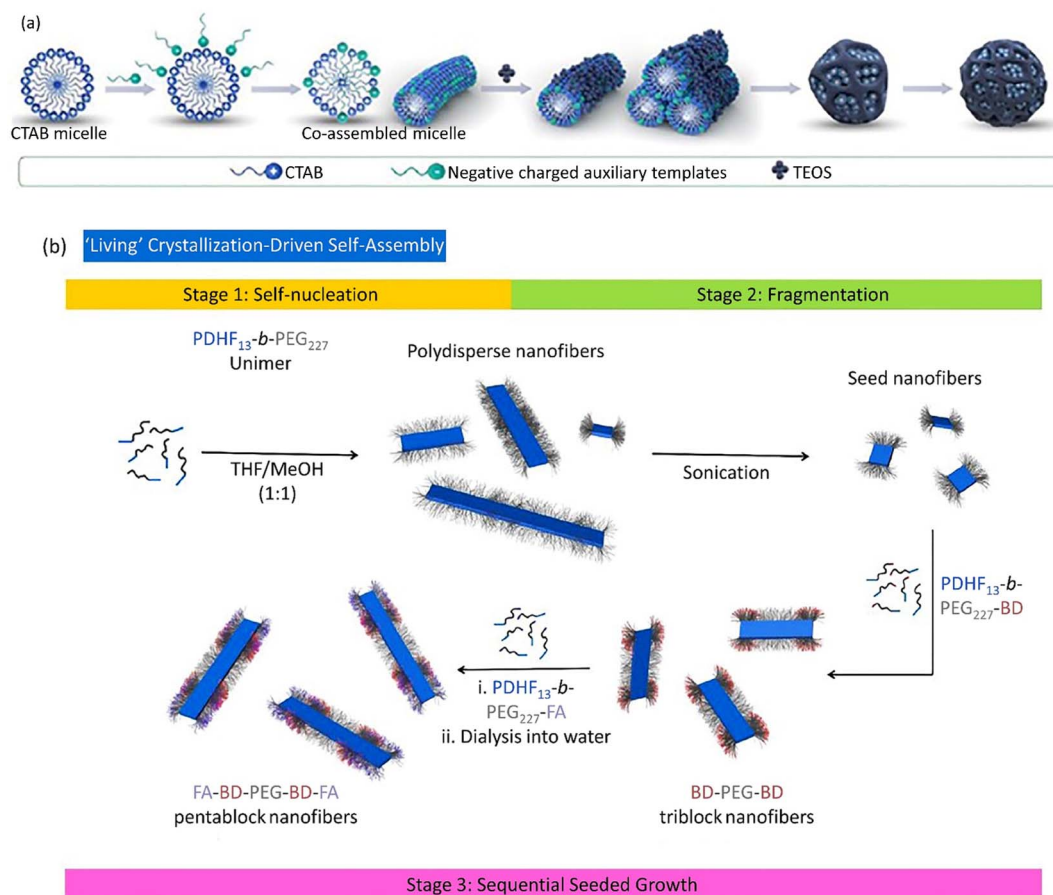 (a)
CTAB micelle
Co-assembled micelle
CTAB
Negative charged auxiliary templates
TEOS
(b)
'Living' Crystallization-Driven Self-Assembly
Stage 1: Self-nucleation
Stage 2: Fragmentation
PDHF₁₃-b-PEG₂₂₇
Unimer
THF/MeOH
(1:1)
Polydisperse nanofibers
Sonication
Seed nanofibers
PDHF₁₃-b-
PEG₂₂₇-BD
BD-PEG-BD
triblock nanofibers
i. PDHF₁₃-b-
PEG₂₂₇-FA
ii. Dialysis into water
FA-BD-PEG-BD-FA
pentablock nanofibers
Stage 3: Sequential Seeded Growth